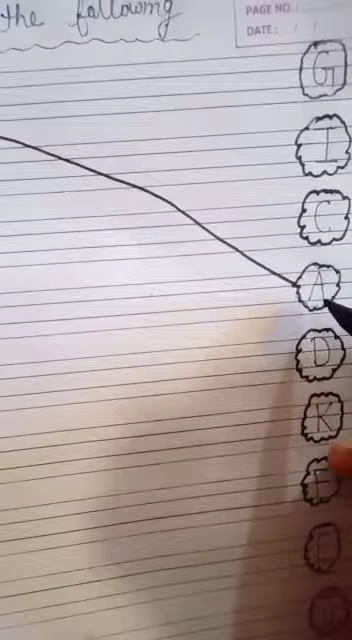 the following
PAGE NO.:
DATE: / /
G
I
C
A
D
K